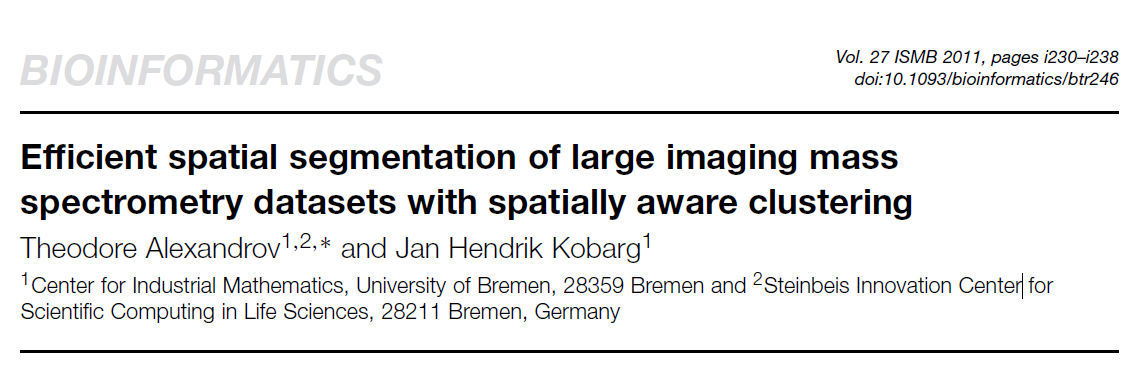 BIOINFORMATICS
Vol. 27 ISMB 2011, pages i230–i238
doi:10.1093/bioinformatics/btr246
Efficient spatial segmentation of large imaging mass
spectrometry datasets with spatially aware clustering
Theodore Alexandrov1,2,∗ and Jan Hendrik Kobarg1
1Center for Industrial Mathematics, University of Bremen, 28359 Bremen and 2Steinbeis Innovation Center for
Scientific Computing in Life Sciences, 28211 Bremen, Germany